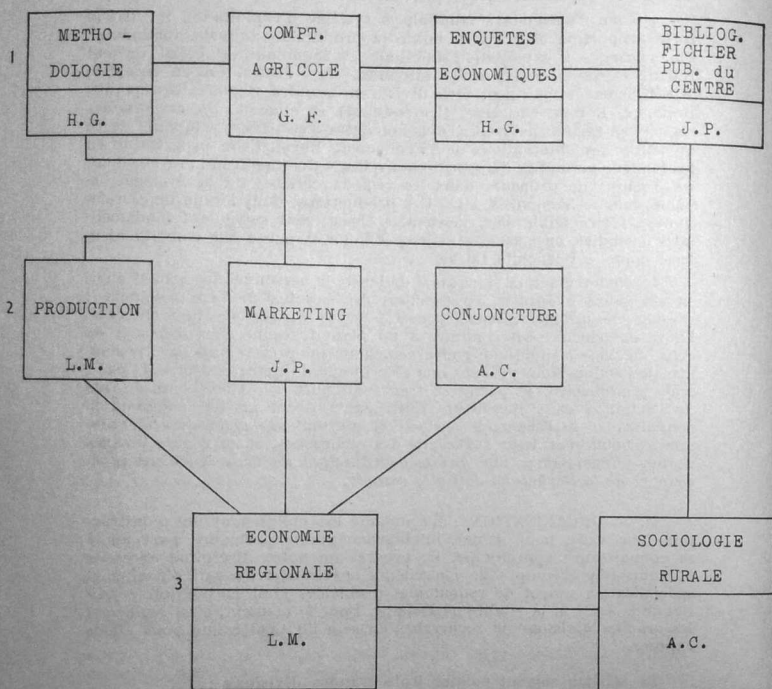 1
METHO
DOLOGIE
H.G.
COMPT.
AGRICOLE
G.F.
ENQUETES
ECONOMIQUES
H.G.
BIBLIOG.
FICHIER
PUB. du
CENTRE
J.P.
2
PRODUCTION
L.M.
MARKETING
J.P.
CONJONCTURE
A.C.
3
ECONOMIE
REGIONALE
L.M.
SOCIOLOGIE
RURALE
A.C.